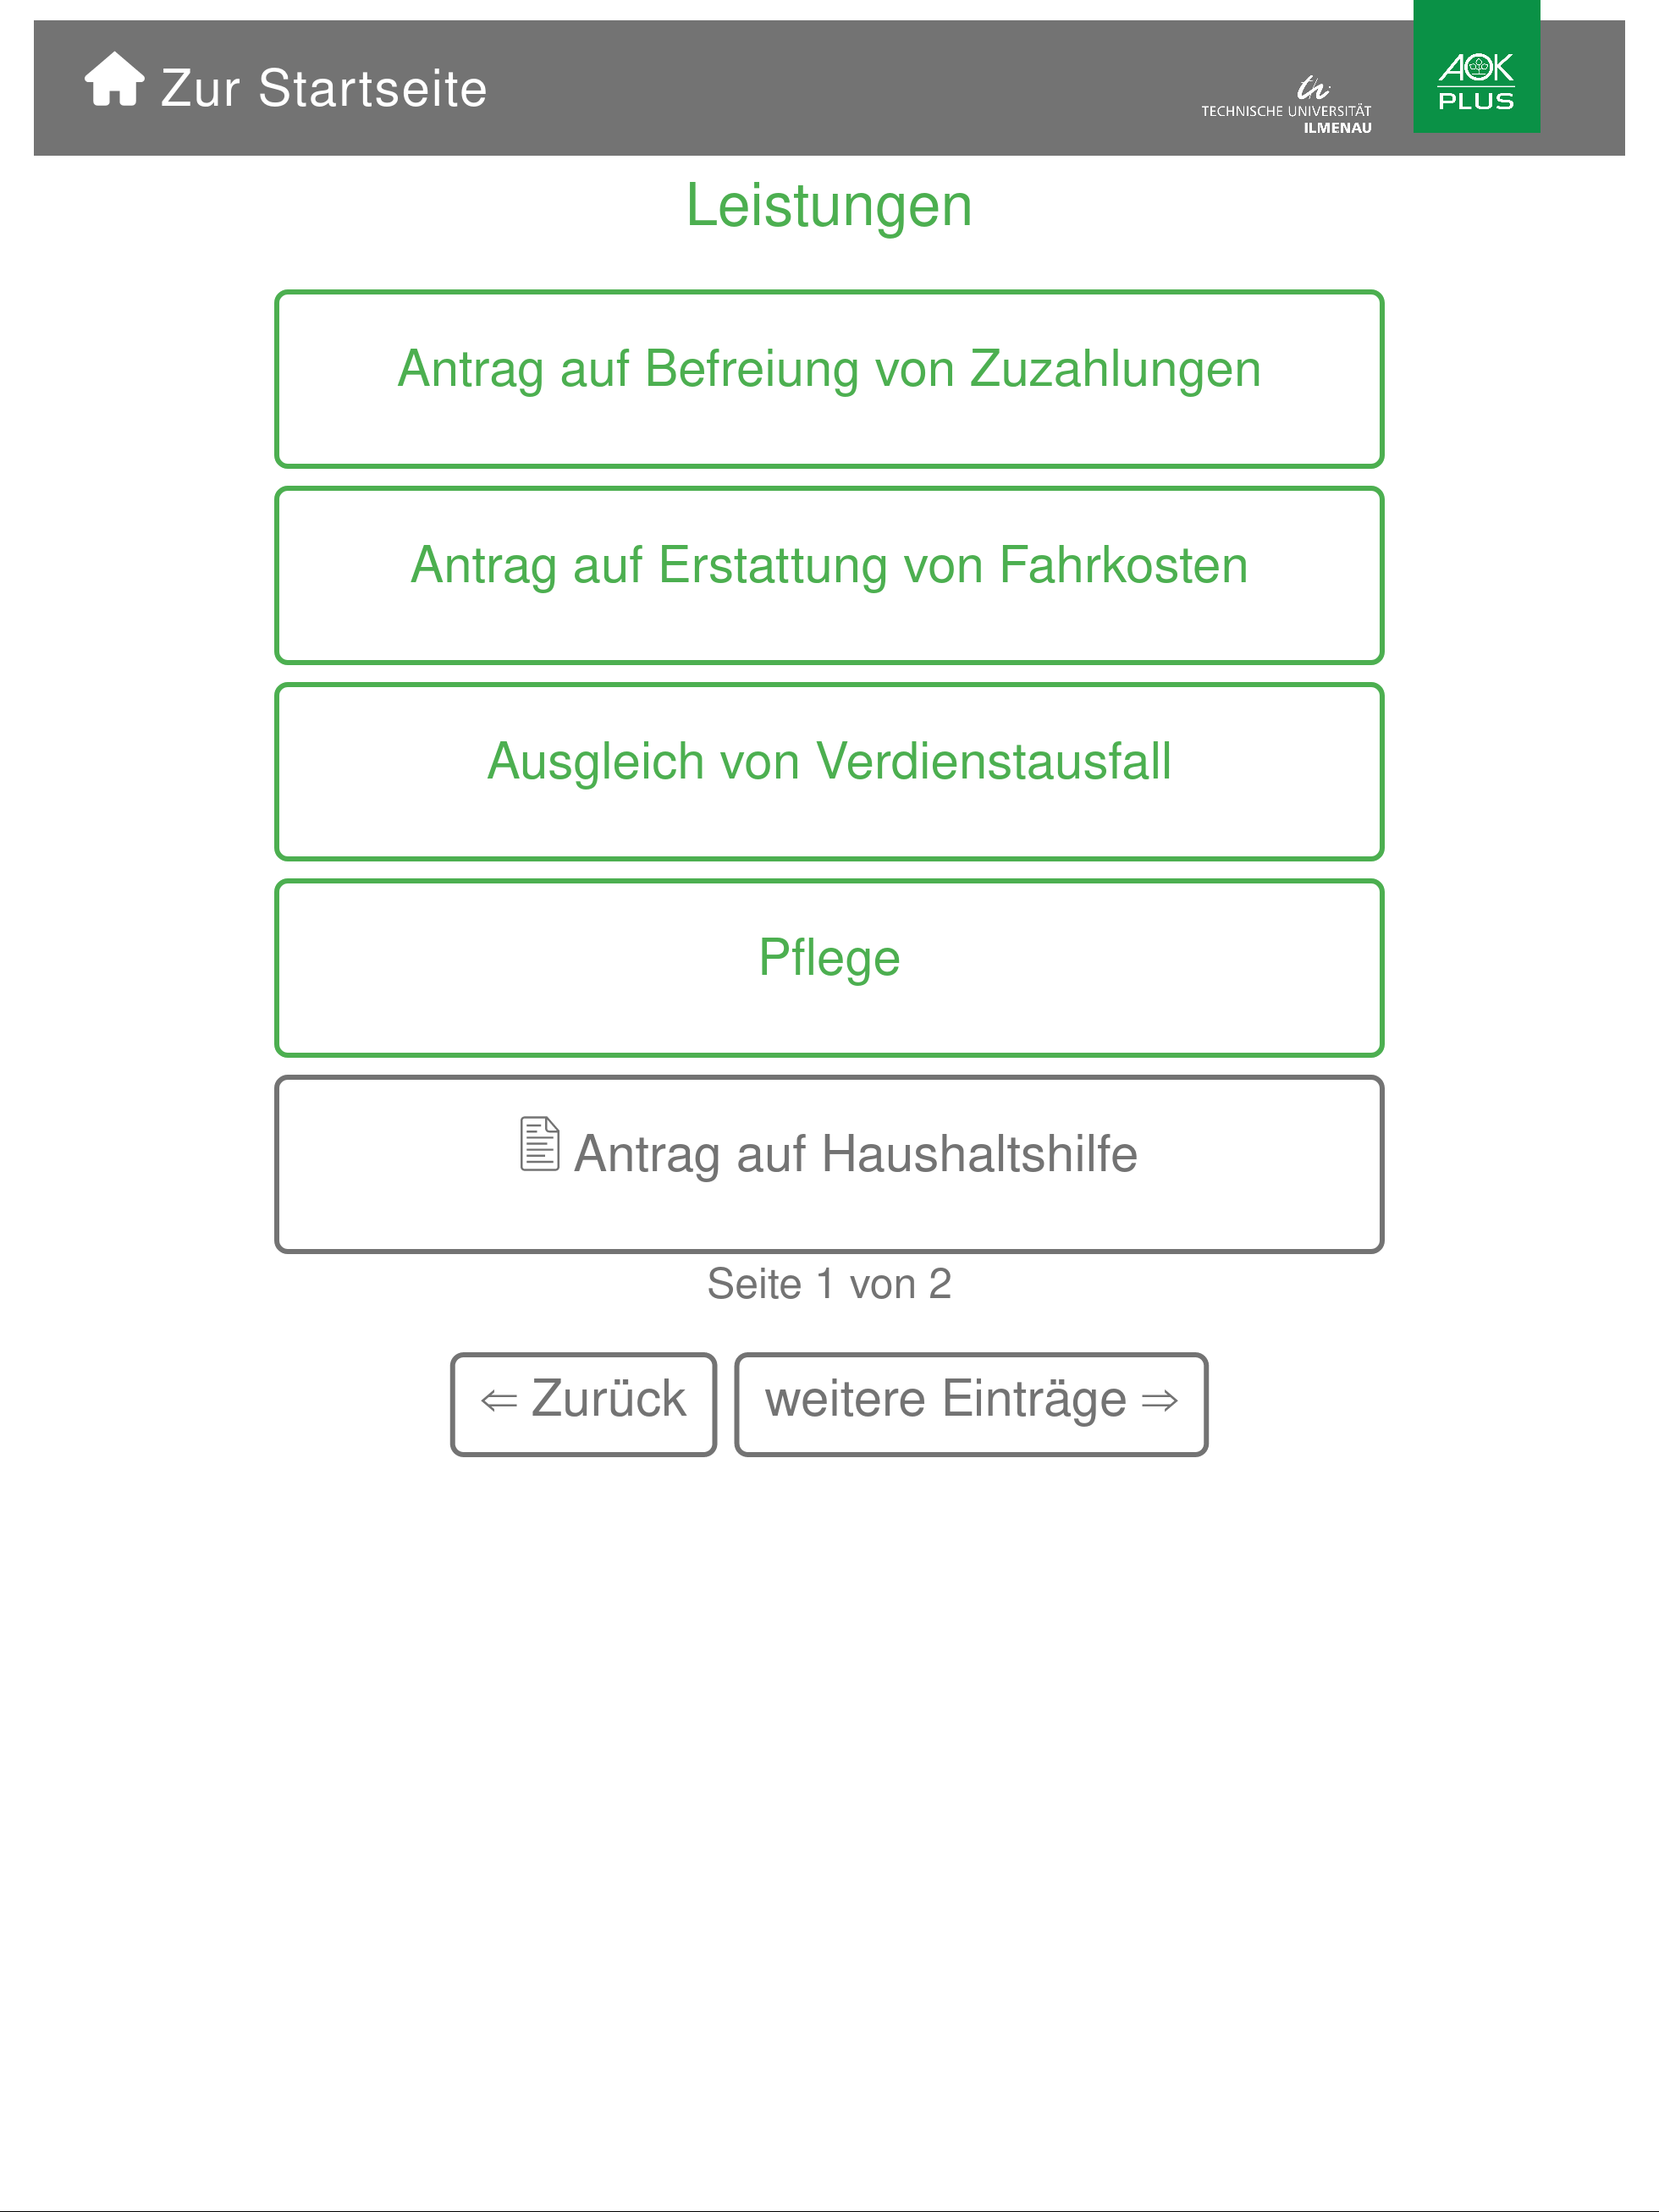 Zur Startseite
th
TECHNISCHE UNIVERSITÄT
ILMENAU
AOK
PLUS
Leistungen
Antrag auf Befreiung von Zuzahlungen
Antrag auf Erstattung von Fahrkosten
Ausgleich von Verdienstausfall
Pflege
Antrag auf Haushaltshilfe
Seite 1 von 2
⇐ Zurück
weitere Einträge ⇒